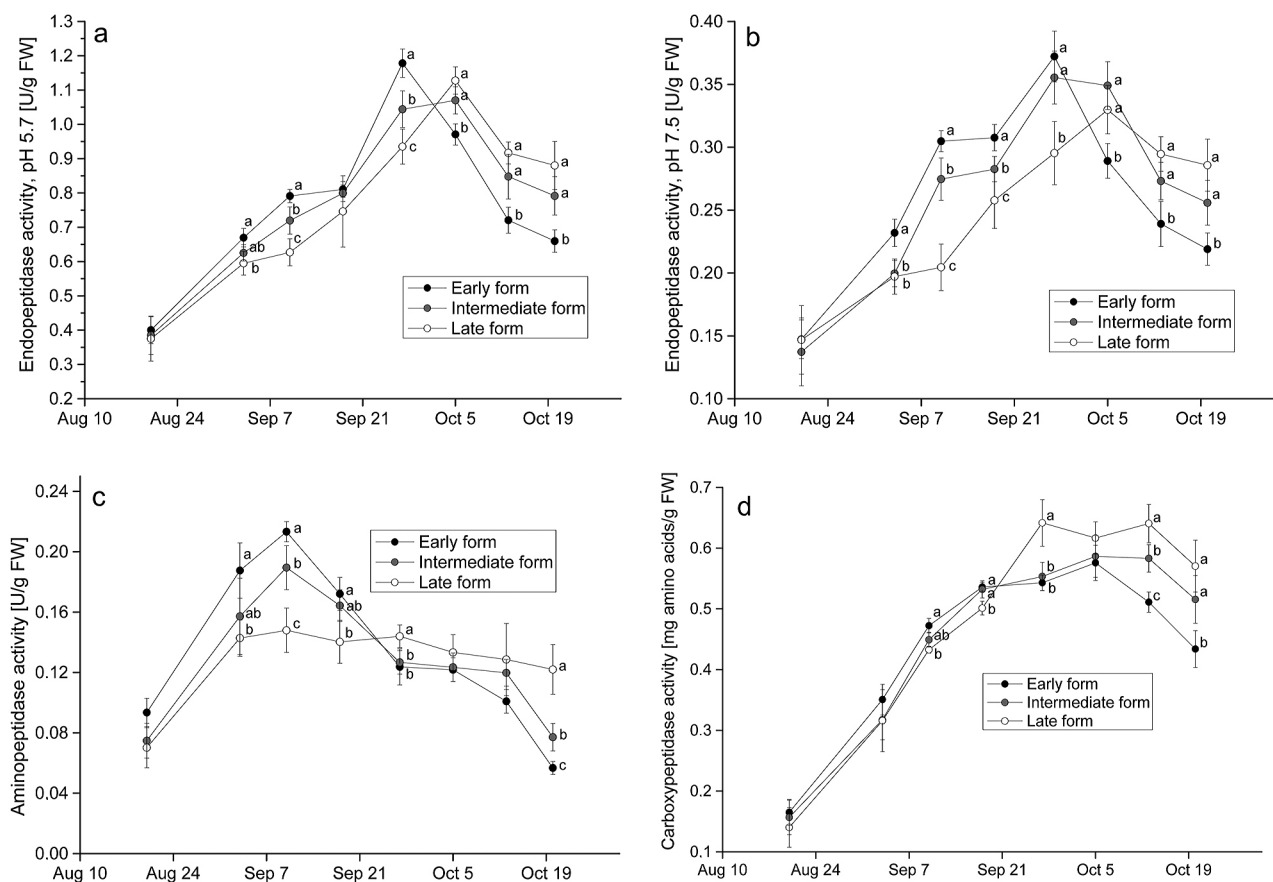 a
Endopeptidase activity, pH 5.7 [U/g FW]
1.3
1.2
1.1
1.0
0.9
0.8
0.7
0.6
0.5
0.4
0.3
0.2
Aug 10 Aug 24 Sep 7 Sep 21 Oct 5 Oct 19
a
ab
b
a
b
c
a
b
c
a
a
b
a
a
b
a
a
b
Early form
Intermediate form
Late form
b
Endopeptidase activity, pH 7.5 [U/g FW]
0.40
0.35
0.30
0.25
0.20
0.15
0.10
Aug 10 Aug 24 Sep 7 Sep 21 Oct 5 Oct 19
a
b
b
a
b
c
a
b
c
a
a
b
a
a
b
a
a
b
a
a
b
Early form
Intermediate form
Late form
c
Aminopeptidase activity [U/g FW]
0.24
0.20
0.16
0.12
0.08
0.04
0.00
Aug 10 Aug 24 Sep 7 Sep 21 Oct 5 Oct 19
a
ab
b
a
b
c
a
ab
b
a
b
b
a
b
c
Early form
Intermediate form
Late form
d
Carboxypeptidase activity [mg amino acids/g FW]
0.7
0.6
0.5
0.4
0.3
0.2
0.1
Aug 10 Aug 24 Sep 7 Sep 21 Oct 5 Oct 19
a
ab
b
a
a
b
a
b
b
a
b
c
a
a
b
Early form
Intermediate form
Late form